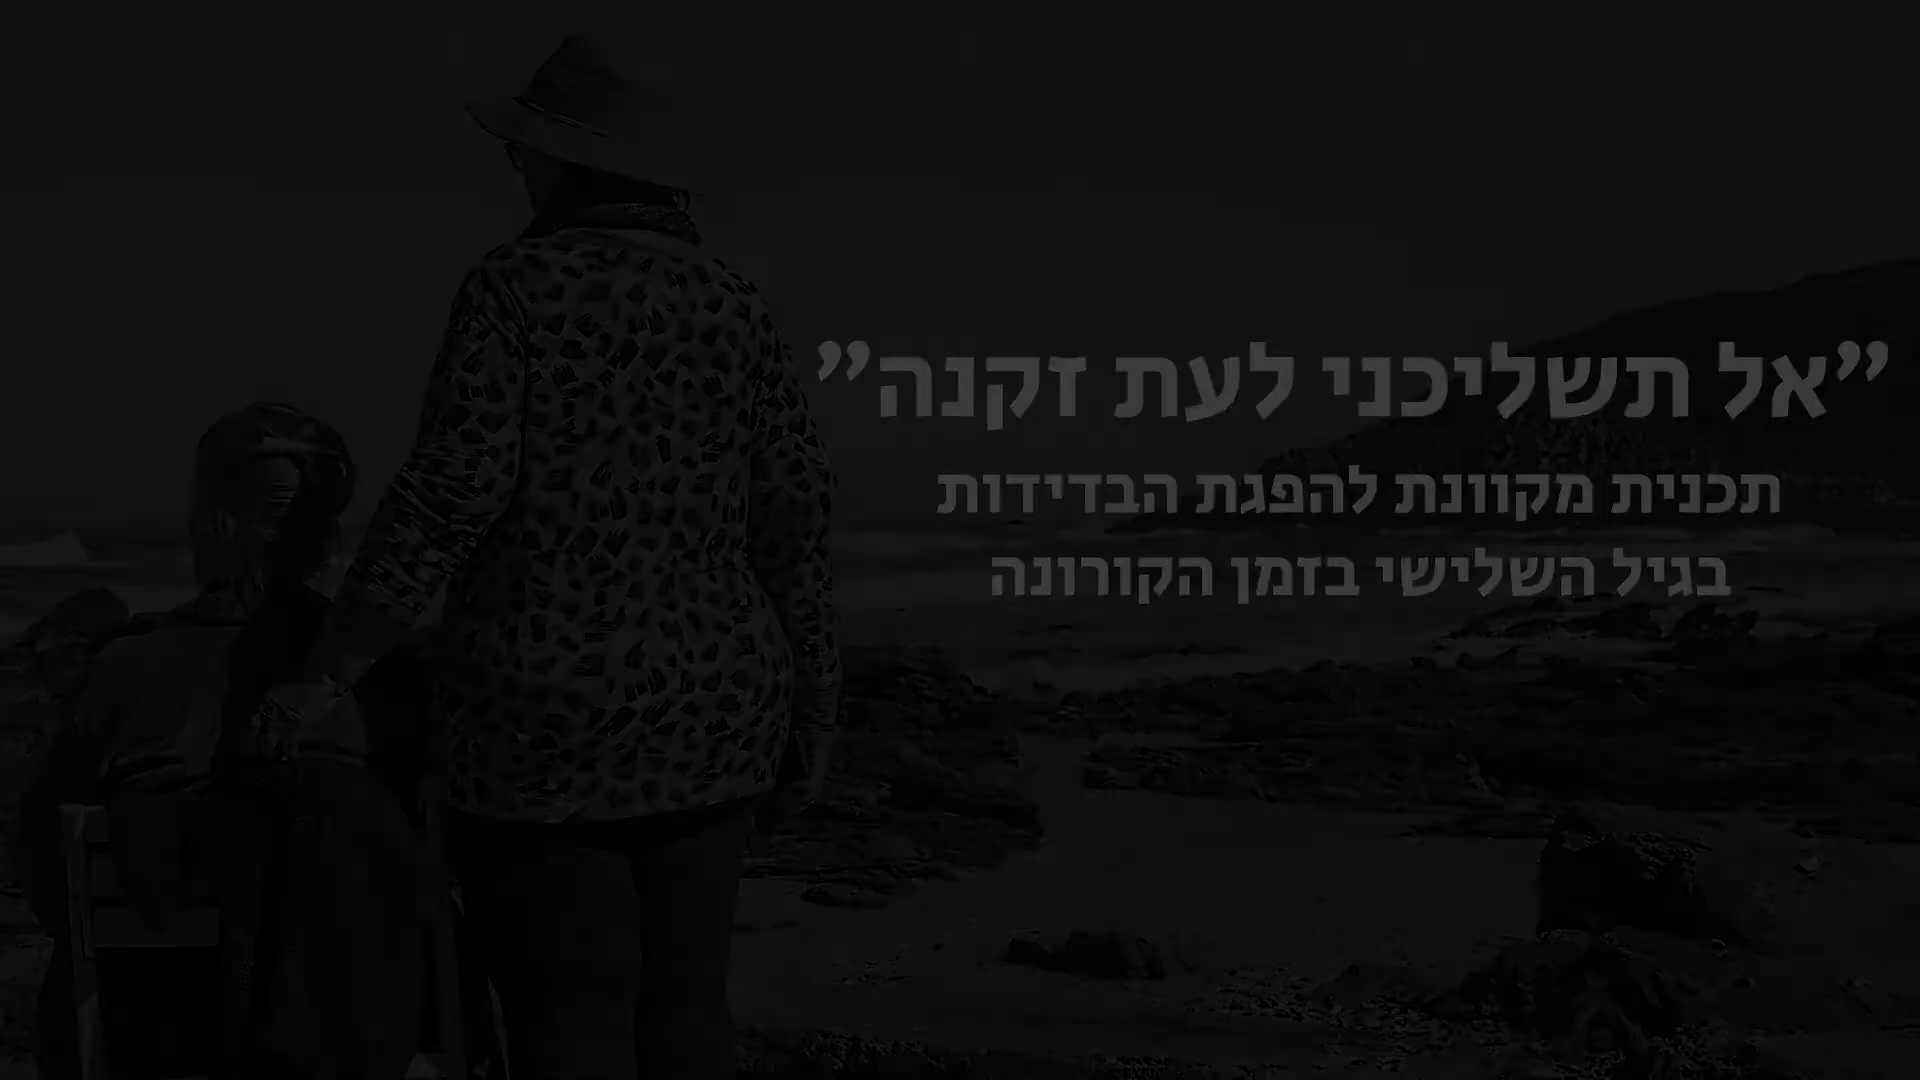 "אל תשליכני לעת זקנה"
תכנית מקוונת להפגת הבדידות
בגיל השלישי בזמן הקורונה